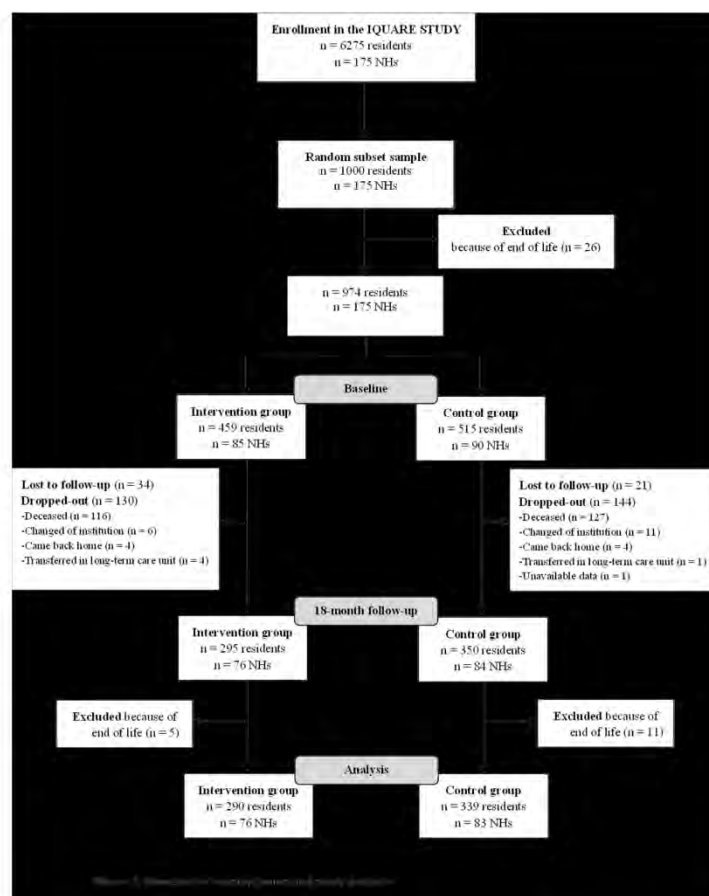 Enrollment in the IQUARE STUDY
n = 6275 residents
n = 175 NHs
Random subset sample
n = 1000 residents
n = 175 NHs
Excluded
because of end of life (n = 26)
n = 974 residents
n = 175 NHs
Baseline
Intervention group
n = 459 residents
n = 85 NHs
Control group
n = 515 residents
n = 90 NHs
Lost to follow-up (n = 34)
Dropped-out (n = 130)
-Deceased (n = 116)
-Changed of institution (n = 6)
-Came back home (n = 4)
-Transferred in long-term care unit (n = 4)
Lost to follow-up (n = 21)
Dropped-out (n = 144)
-Deceased (n = 127)
-Changed of institution (n = 11)
-Came back home (n = 4)
-Transferred in long-term care unit (n = 1)
-Unavailable data (n = 1)
18-month follow-up
Intervention group
n = 295 residents
n = 76 NHs
Control group
n = 350 residents
n = 84 NHs
Excluded because of
end of life (n = 5)
Excluded because of
end of life (n = 11)
Analysis
Intervention group
n = 290 residents
n = 76 NHs
Control group
n = 339 residents
n = 83 NHs